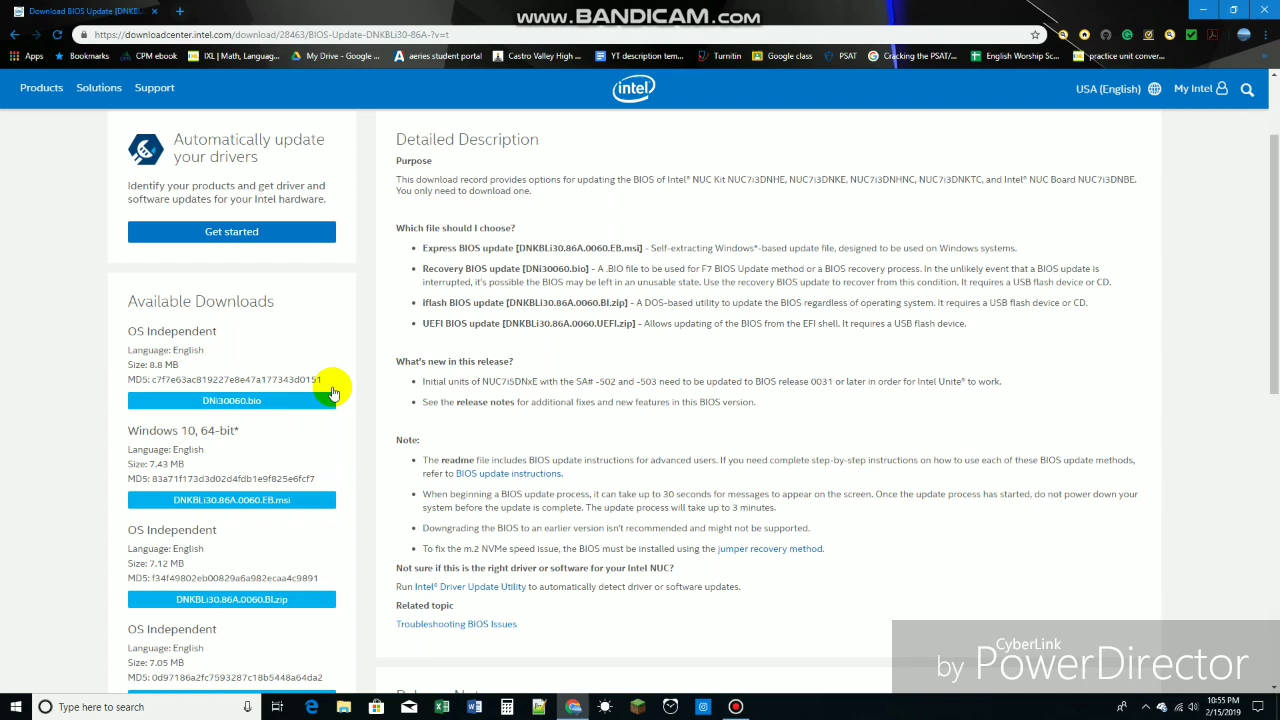 Download BIOS Update [DNKB
www.BANDICAM.com
https://downloadcenter.intel.com/download/28463/BIOS-Update-DNKBLi30-86A-?v=t
Apps
Bookmarks
CPM ebook
IXL | Math, Languag...
My Drive - Google ...
aeries student portal
Castro Valley High ...
YT description tem...
Turnitin
Google class
PSAT
Cracking the PSAT/...
English Worship Sc...
practice unit conver...
Products
Solutions
Support
intel
USA (English)
My Intel
Automatically update
your drivers
Identify your products and get driver and
software updates for your Intel hardware.
Get started
Available Downloads
OS Independent
Language: English
Size: 8.8 MB
MD5: c7f7e63ac819227e8e47a177343d0151
DNi30060.bio
Windows 10, 64-bit*
Language: English
Size: 7.43 MB
MD5: 83a71f173d3d02d4fdb1e9f825e6fcf7
DNKBLi30.86A.0060.EB.msi
OS Independent
Language: English
Size: 7.12 MB
MD5: f34f49802eb00829a6a982ecaa4c9891
DNKBLi30.86A.0060.BI.zip
OS Independent
Language: English
Size: 7.05 MB
MD5: 0d97186a2fc7593287c18b5448a64da2
Detailed Description
Purpose
This download record provides options for updating the BIOS of Intel® NUC Kit NUC7i3DNHE, NUC7i3DNKE, NUC7i3DNHNC, NUC7i3DNKTC, and Intel® NUC Board NUC7i3DNBE.
You only need to download one.
Which file should I choose?
• Express BIOS update [DNKBLi30.86A.0060.EB.msi] - Self-extracting Windows*-based update file, designed to be used on Windows systems.
• Recovery BIOS update [DNi30060.bio] - A .BIO file to be used for F7 BIOS Update method or a BIOS recovery process. In the unlikely event that a BIOS update is
interrupted, it's possible the BIOS may be left in an unusable state. Use the recovery BIOS update to recover from this condition. It requires a USB flash device or CD.
• iflash BIOS update [DNKBLi30.86A.0060.BI.zip] - A DOS-based utility to update the BIOS regardless of operating system. It requires a USB flash device or CD.
• UEFI BIOS update [DNKBLi30.86A.0060.UEFI.zip] - Allows updating of the BIOS from the EFI shell. It requires a USB flash device.
What's new in this release?
• Initial units of NUC7i5DNxE with the SA# -502 and -503 need to be updated to BIOS release 0031 or later in order for Intel Unite® to work.
• See the release notes for additional fixes and new features in this BIOS version.
Note:
• The readme file includes BIOS update instructions for advanced users. If you need complete step-by-step instructions on how to use each of these BIOS update methods,
refer to BIOS update instructions.
• When beginning a BIOS update process, it can take up to 30 seconds for messages to appear on the screen. Once the update process has started, do not power down your
system before the update is complete. The update process will take up to 3 minutes.
• Downgrading the BIOS to an earlier version isn't recommended and might not be supported.
• To fix the m.2 NVMe speed issue, the BIOS must be installed using the jumper recovery method.
Not sure if this is the right driver or software for your Intel NUC?
Run Intel® Driver Update Utility to automatically detect driver or software updates.
Related topic
Troubleshooting BIOS Issues
CyberLink
by PowerDirector
Type here to search
10:55 PM
2/15/2019